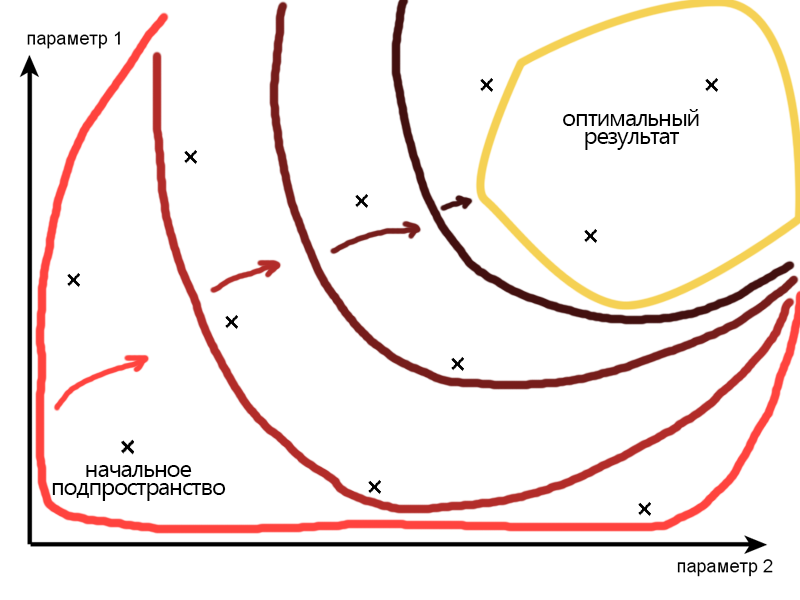 параметр 1
оптимальный
результат
начальное
подпространство
параметр 2